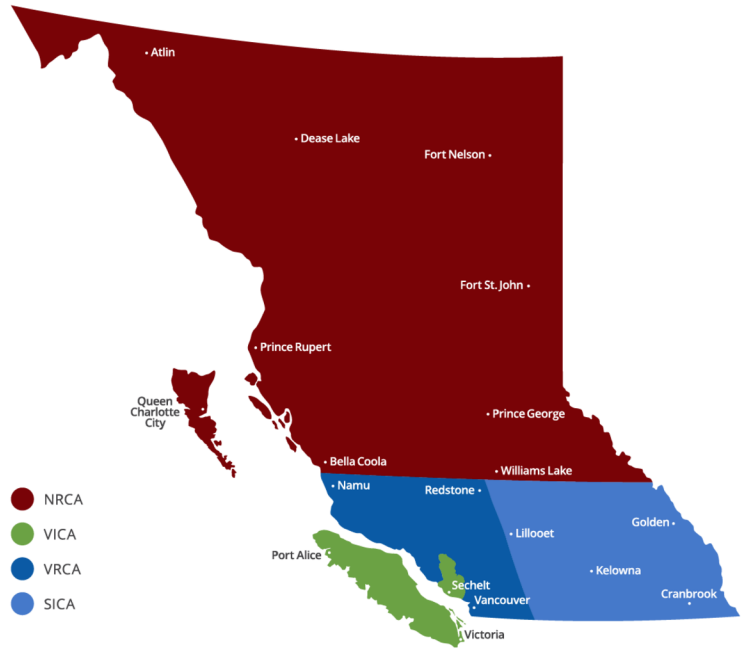 Atlin
Dease Lake
Fort Nelson
Fort St. John
Prince Rupert
Queen
Charlotte
City
Prince George
Bella Coola
Williams Lake
Namu
Redstone
NRCA
VICA
VRCA
SICA
Golden
Lillooet
Port Alice
Kelowna
Sechelt
Cranbrook
Vancouver
Victoria